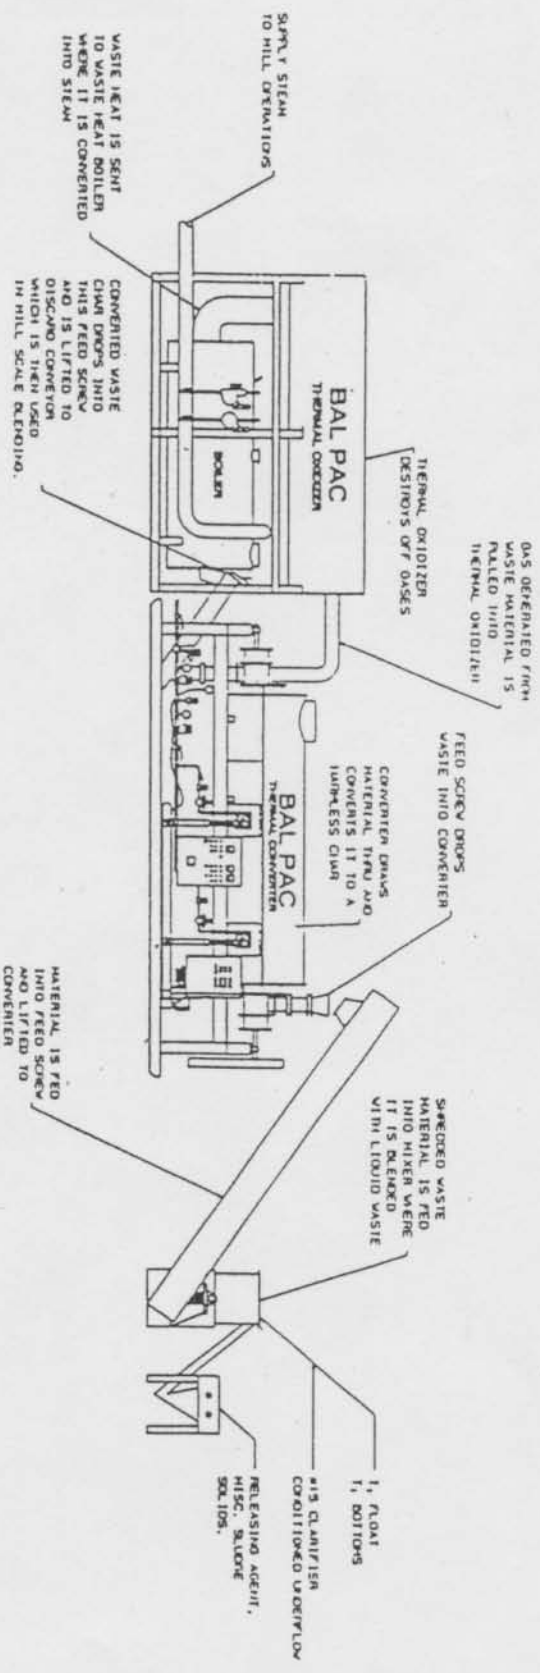 SUPPLY STEAM
TO MILL OPERATIONS
WASTE HEAT IS SENT
TO WASTE HEAT BOILER
WHERE IT IS CONVERTED
INTO STEAM
CONVERTED WASTE
CHAR DROPS INTO
THIS FEED SCREW
AND IS LIFTED TO
DISCARD CONVEYOR
WHICH IS THEN USED
IN MILL SCALE BLENDING.
BAL PAC
THERMAL OXIDIZER
BOILER
THERMAL OXIDIZER
DESTROYS OFF GASES
GAS GENERATED FROM
WASTE MATERIAL IS
PULLED INTO
THERMAL OXIDIZER
FEED SCREW DROPS
WASTE INTO CONVERTER
CONVERTER DRAWS
MATERIAL THRU AND
CONVERTS IT TO A
HARMLESS CHAR
BAL PAC
THERMAL CONVERTER
MATERIAL IS FED
INTO FEED SCREW
AND LIFTED TO
CONVERTER
SHREDDED WASTE
MATERIAL IS FED
INTO MIXER WHERE
IT IS BLENDED
WITH LIQUID WASTE
T, FLOAT
T, BOTTOMS
#15 CLARIFIER
CONDITIONED UNDERFLOW
RELEASING AGENT,
MISC. SLUDGE
SOLIDS.